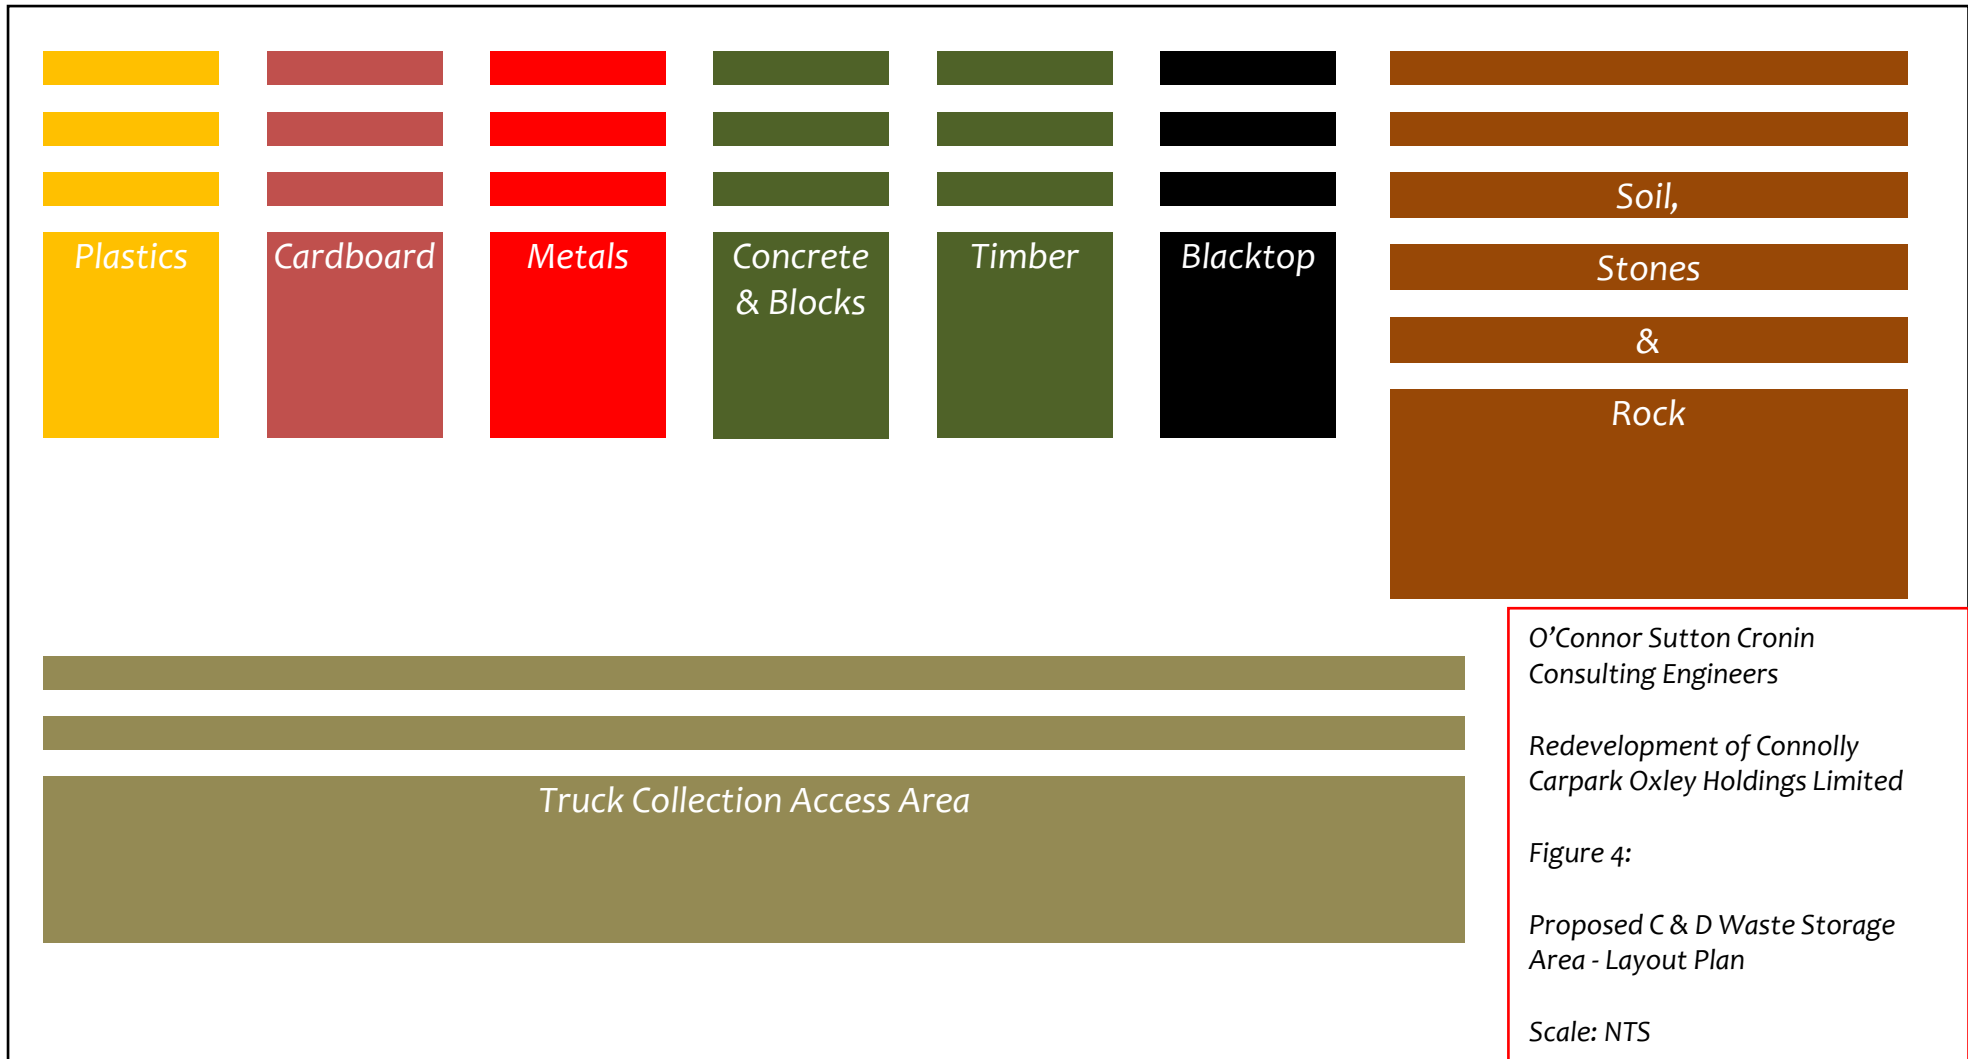 Plastics
Cardboard
Metals
Concrete
& Blocks
Timber
Blacktop
Soil,
Stones
&
Rock
Truck Collection Access Area
O’Connor Sutton Cronin
Consulting Engineers
Redevelopment of Connolly
Carpark Oxley Holdings Limited
Figure 4:
Proposed C & D Waste Storage
Area - Layout Plan
Scale: NTS